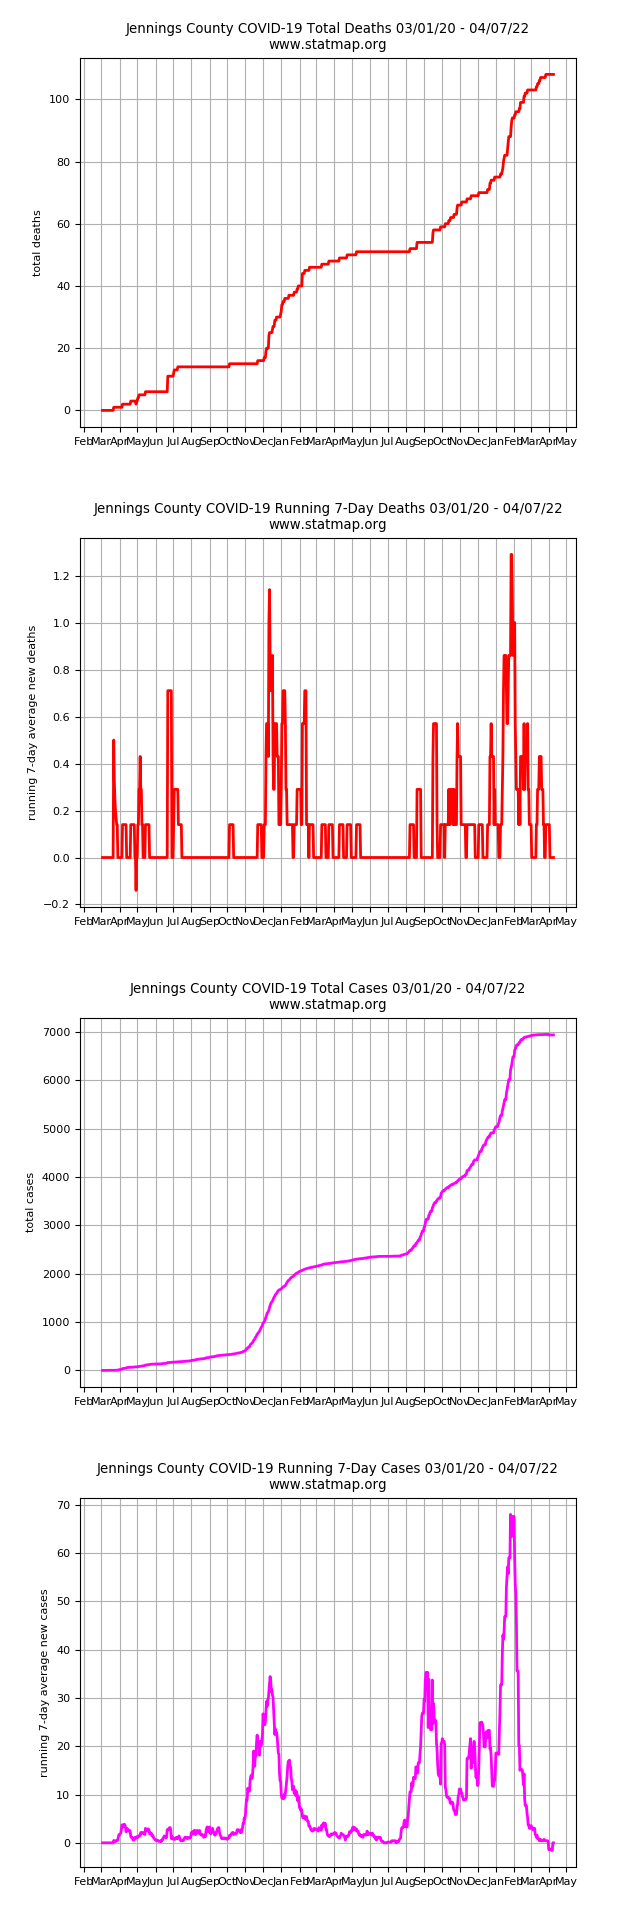 Jennings County COVID-19 Total Deaths 03/01/20 - 04/07/22
www.statmap.org
100
80
60
40
20
0
total deaths
Feb Mar Apr May Jun Jul Aug Sep Oct Nov Dec Jan Feb Mar Apr May Jun Jul Aug Sep Oct Nov Dec Jan Feb Mar Apr May
Jennings County COVID-19 Running 7-Day Deaths 03/01/20 - 04/07/22
www.statmap.org
1.2
1.0
0.8
0.6
0.4
0.2
0.0
−0.2
running 7-day average new deaths
Feb Mar Apr May Jun Jul Aug Sep Oct Nov Dec Jan Feb Mar Apr May Jun Jul Aug Sep Oct Nov Dec Jan Feb Mar Apr May
Jennings County COVID-19 Total Cases 03/01/20 - 04/07/22
www.statmap.org
7000
6000
5000
4000
3000
2000
1000
0
total cases
Feb Mar Apr May Jun Jul Aug Sep Oct Nov Dec Jan Feb Mar Apr May Jun Jul Aug Sep Oct Nov Dec Jan Feb Mar Apr May
Jennings County COVID-19 Running 7-Day Cases 03/01/20 - 04/07/22
www.statmap.org
70
60
50
40
30
20
10
0
running 7-day average new cases
Feb Mar Apr May Jun Jul Aug Sep Oct Nov Dec Jan Feb Mar Apr May Jun Jul Aug Sep Oct Nov Dec Jan Feb Mar Apr May